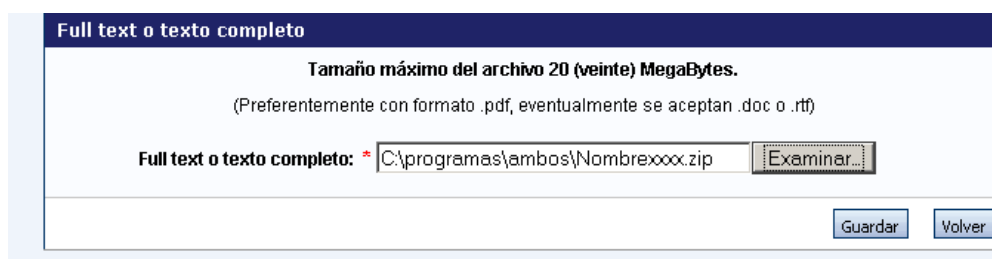 Full text o texto completo
Tamaño máximo del archivo 20 (veinte) MegaBytes.
(Preferentemente con formato .pdf, eventualmente se aceptan .doc o .rtf)
Full text o texto completo: * C:\programas\ambos\Nombrexxxx.zip Examinar...
Guardar Volver